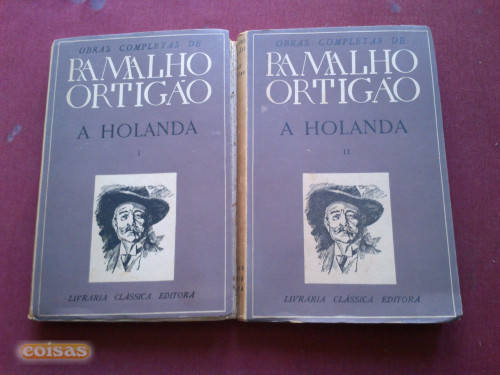 OBRAS COMPLETAS DE
RAMALHO
ORTIGÃO
A HOLANDA
I
LIVRARIA CLÁSSICA EDITORA
OBRAS COMPLETAS DE
RAMALHO
ORTIGÃO
A HOLANDA
II
LIVRARIA CLÁSSICA EDITORA
coisas